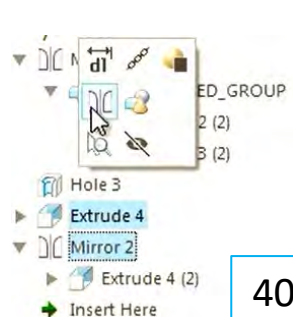 M
ED_GROUP
2 (2)
3 (2)
Hole 3
Extrude 4
Mirror 2
Extrude 4 (2)
Insert Here
40